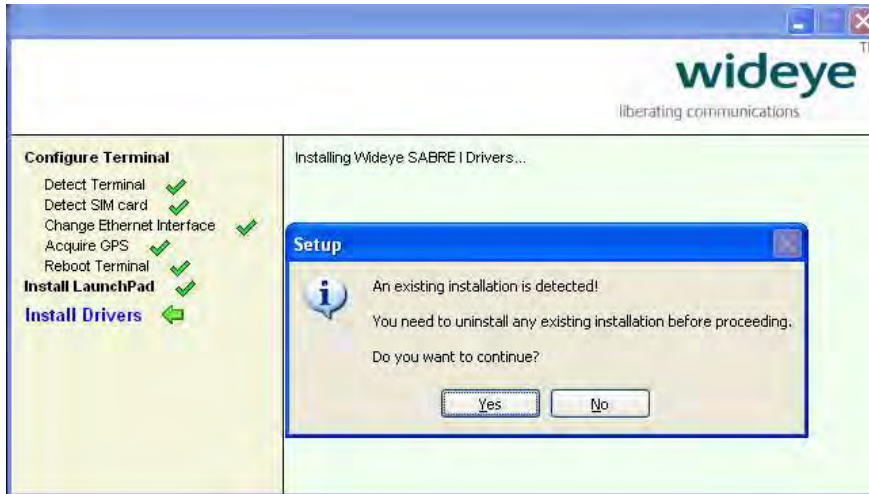 wideye
liberating communications
Configure Terminal
Detect Terminal
Detect SIM card
Change Ethernet Interface
Acquire GPS
Reboot Terminal
Install LaunchPad
Install Drivers
Installing Wideye SABRE I Drivers...
Setup
An existing installation is detected!
You need to uninstall any existing installation before proceeding.
Do you want to continue?
Yes
No